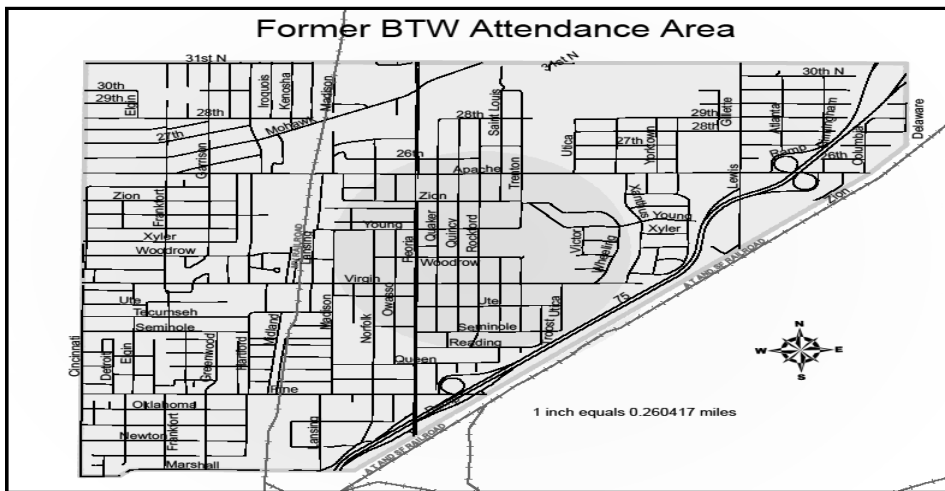 Former BTW Attendance Area
31st N
31st N
30th
29th
Elgin
28th
27th
Mohawk
Iroquois
Kenosha
Madison
Garrison
26th
28th
Saint Louis
Apache
Trenton
Utica
27th
Yorktown
29th
28th
Gillette
30th N
Atlanta
Birmingham
Columbia
Delaware
Ramp
26th
Lewis
Zion
Zion
Frankfort
Xyler
Woodrow
Zion
Young
Peoria
Quaker
Quincy
Rockford
Woodrow
Lansing
RAILROAD
Virgin
Xanthus
Young
Xyler
Victor
Wheeling
75
A T AND SF RAILROAD
Ute
Tecumseh
Seminole
Cincinnati
Detroit
Elgin
Greenwood
Hartford
Midland
Madison
Norfolk
Owasso
Ute
Seminole
Reading
Troost
Utica
Queen
Pine
Oklahoma
Newton
Frankfort
Marshall
Lansing
A T AND SF RAILROAD
N
W
E
S
1 inch equals 0.260417 miles